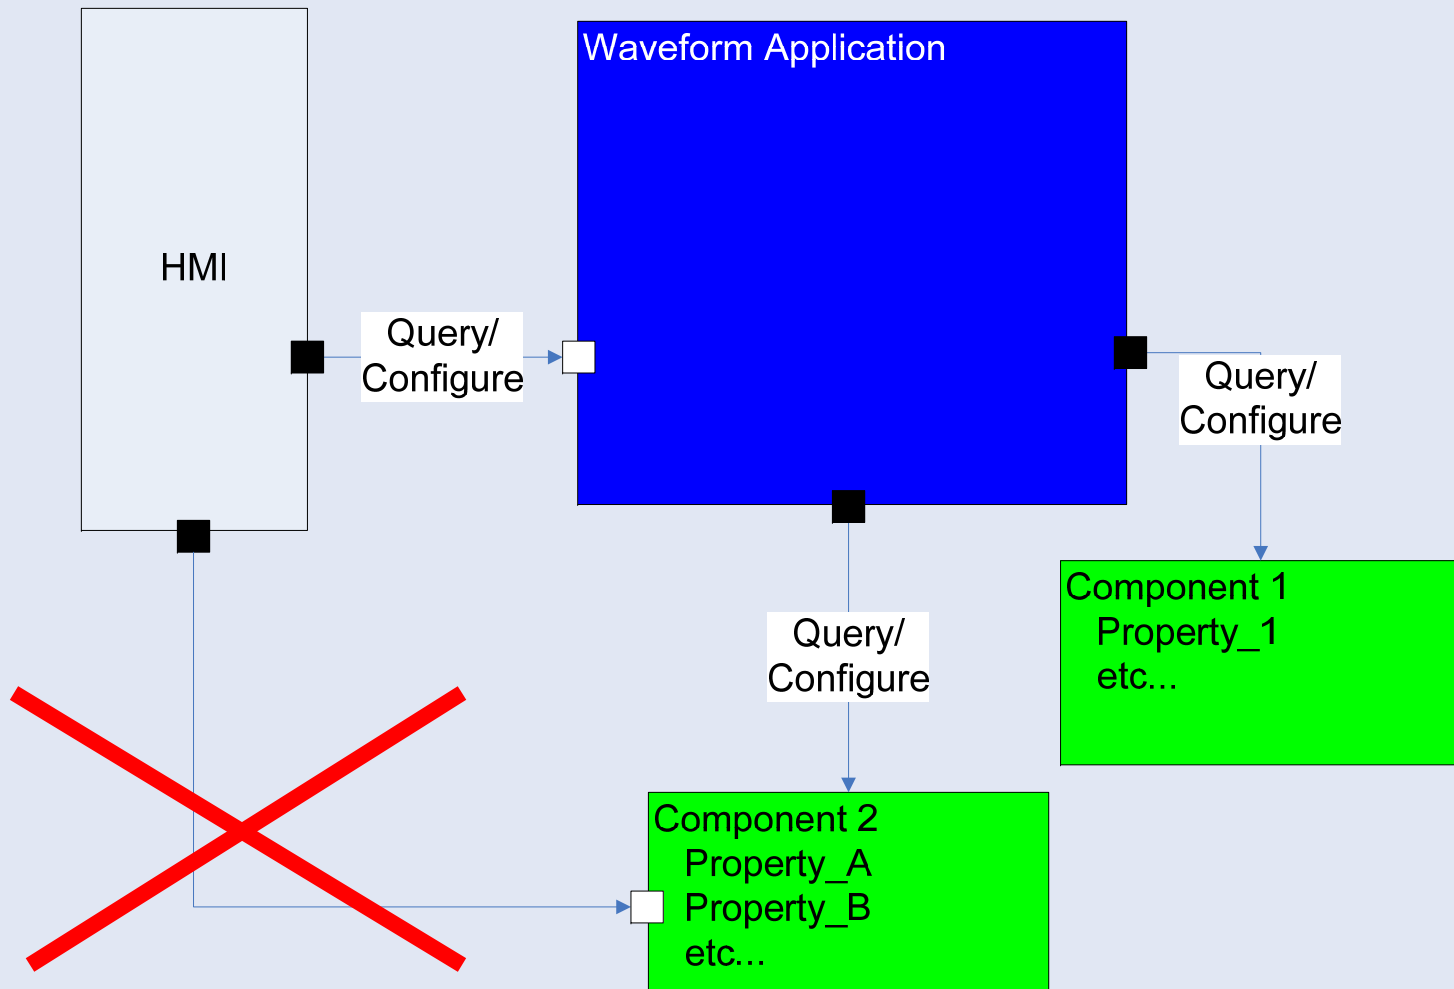 Waveform Application
HMI
Query/
Configure
Query/
Configure
Query/
Configure
Component 1
Property_1
etc...
Component 2
Property_A
Property_B
etc...